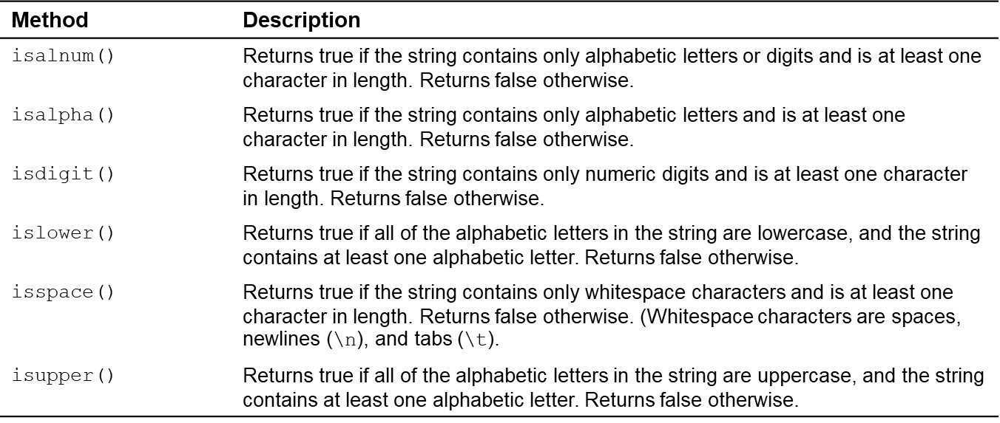 Method Description
isalnum() Returns true if the string contains only alphabetic letters or digits and is at least one
character in length. Returns false otherwise.
isalpha() Returns true if the string contains only alphabetic letters and is at least one
character in length. Returns false otherwise.
isdigit() Returns true if the string contains only numeric digits and is at least one character
in length. Returns false otherwise.
islower() Returns true if all of the alphabetic letters in the string are lowercase, and the string
contains at least one alphabetic letter. Returns false otherwise.
isspace() Returns true if the string contains only whitespace characters and is at least one
character in length. Returns false otherwise. (Whitespace characters are spaces,
newlines (\n), and tabs (\t).
isupper() Returns true if all of the alphabetic letters in the string are uppercase, and the string
contains at least one alphabetic letter. Returns false otherwise.